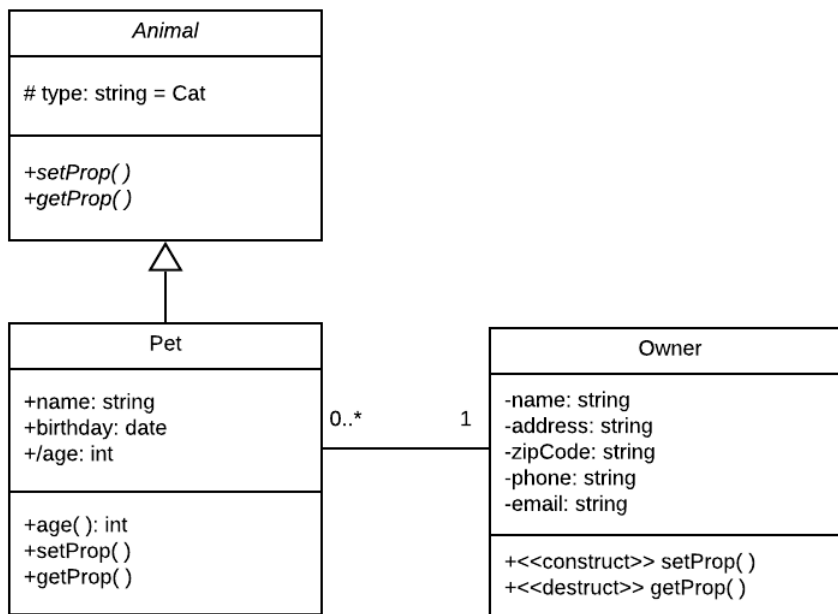 Animal
# type: string = Cat
+setProp( )
+getProp( )
Pet
+name: string
+birthday: date
+/age: int
+age( ): int
+setProp( )
+getProp( )
0..*
1
Owner
-name: string
-address: string
-zipCode: string
-phone: string
-email: string
+<<construct>> setProp( )
+<<destruct>> getProp( )